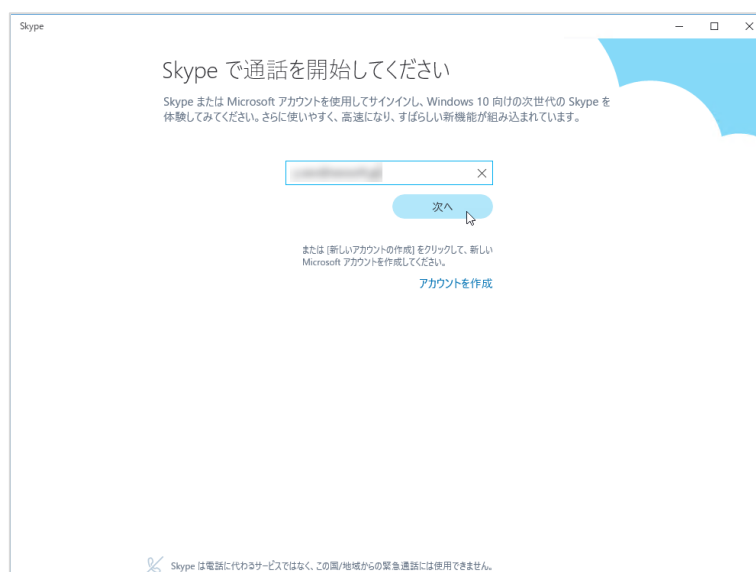 Skype
Skype で通話を開始してください
Skype または Microsoft アカウントを使用してサインインし、Windows 10 向けの次世代の Skype を
体験してみてください。さらに使いやすく、高速になり、すばらしい新機能が組み込まれています。
次へ
または [新しいアカウントの作成] をクリックして、新しい
Microsoft アカウントを作成してください。
アカウントを作成
Skype は電話に代わるサービスではなく、この国/地域からの緊急通話には使用できません。